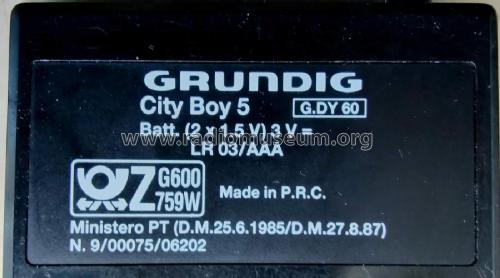 GRUNDIG
City Boy 5 G.DY 60
Batt. (2 x 1,5 V) 3 V =
LR 03/AAA
www.radiomuseum.org
Z G600
759W
Made in P.R.C.
Ministero PT (D.M.25.6.1985/D.M.27.8.87)
N. 9/00075/06202